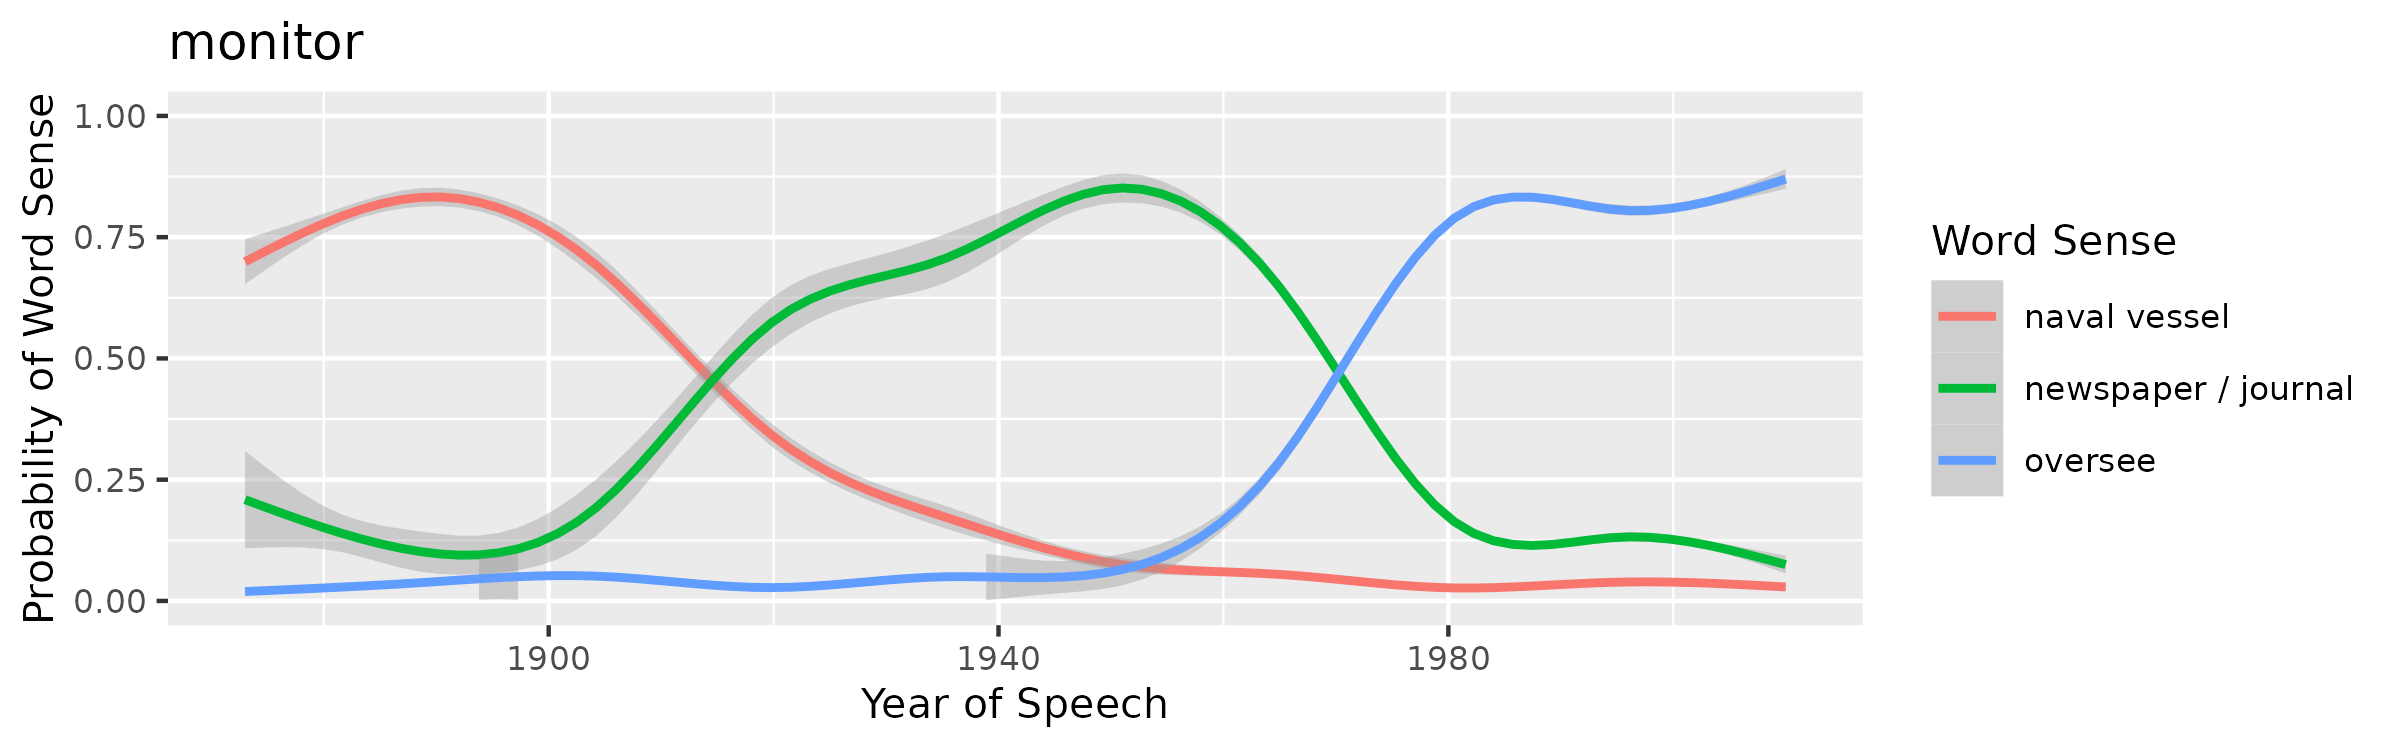 monitor
Probability of Word Sense
1.00
0.75
0.50
0.25
0.00
1900 1940 1980
Year of Speech
Word Sense
naval vessel
newspaper / journal
oversee